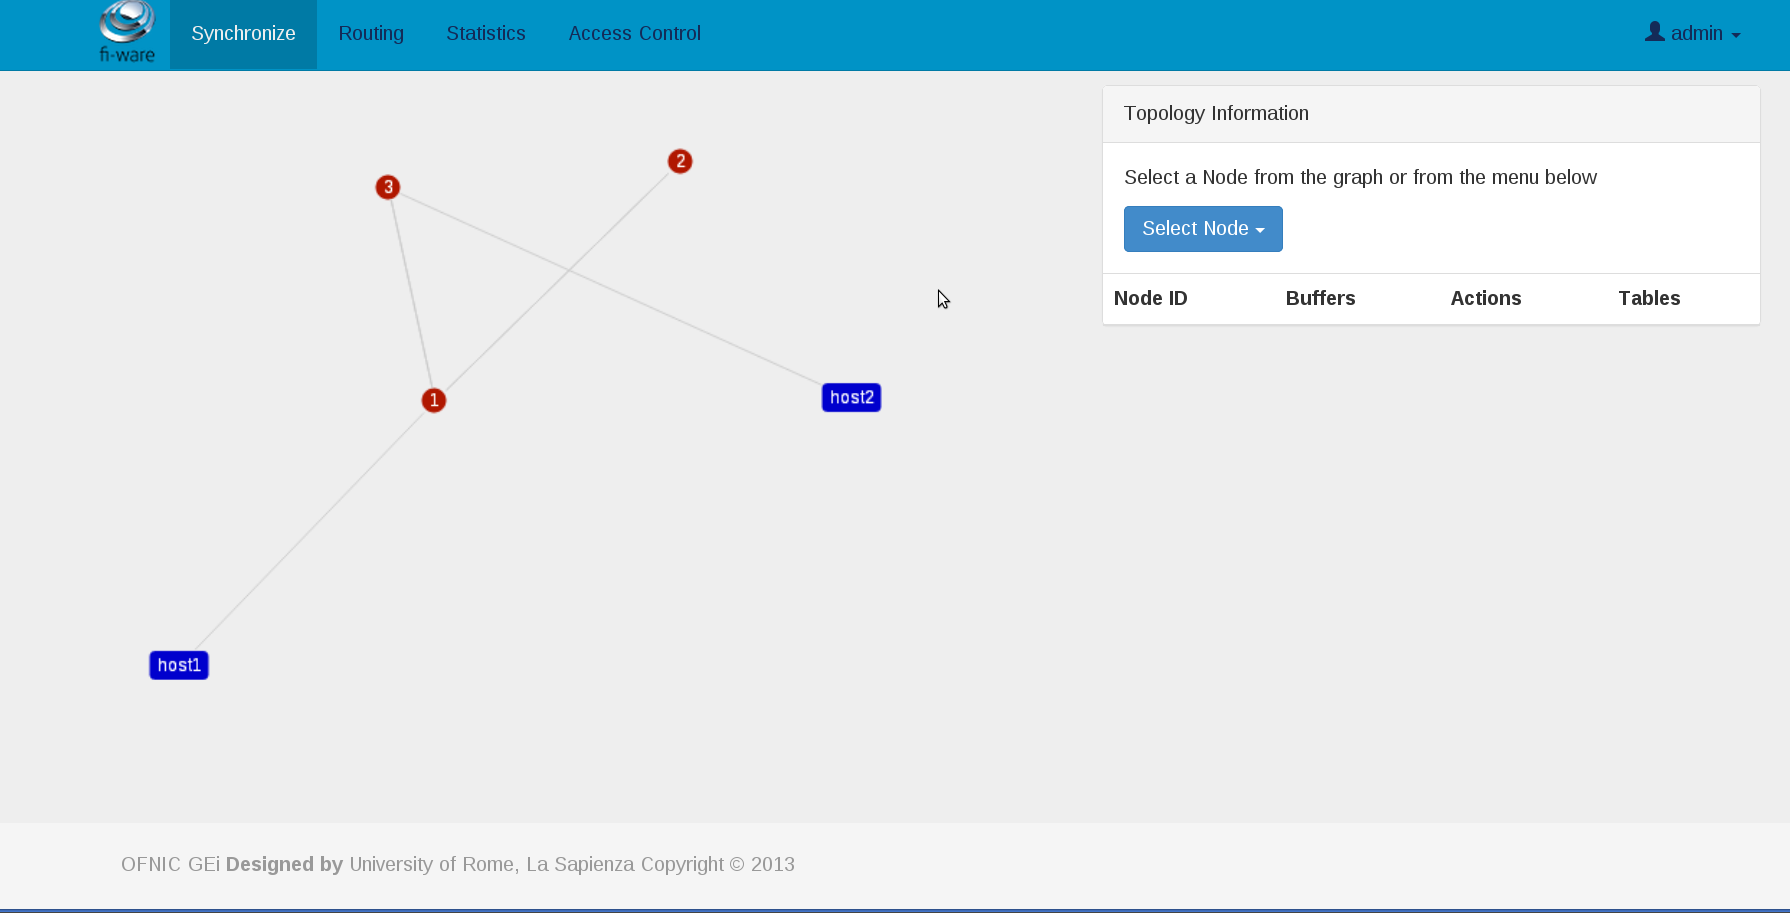 fi-ware
Synchronize
Routing
Statistics
Access Control
admin
Topology Information
Select a Node from the graph or from the menu below
Select Node
Node ID Buffers Actions Tables
2
3
1
host2
host1
OFNIC GEi Designed by University of Rome, La Sapienza Copyright © 2013